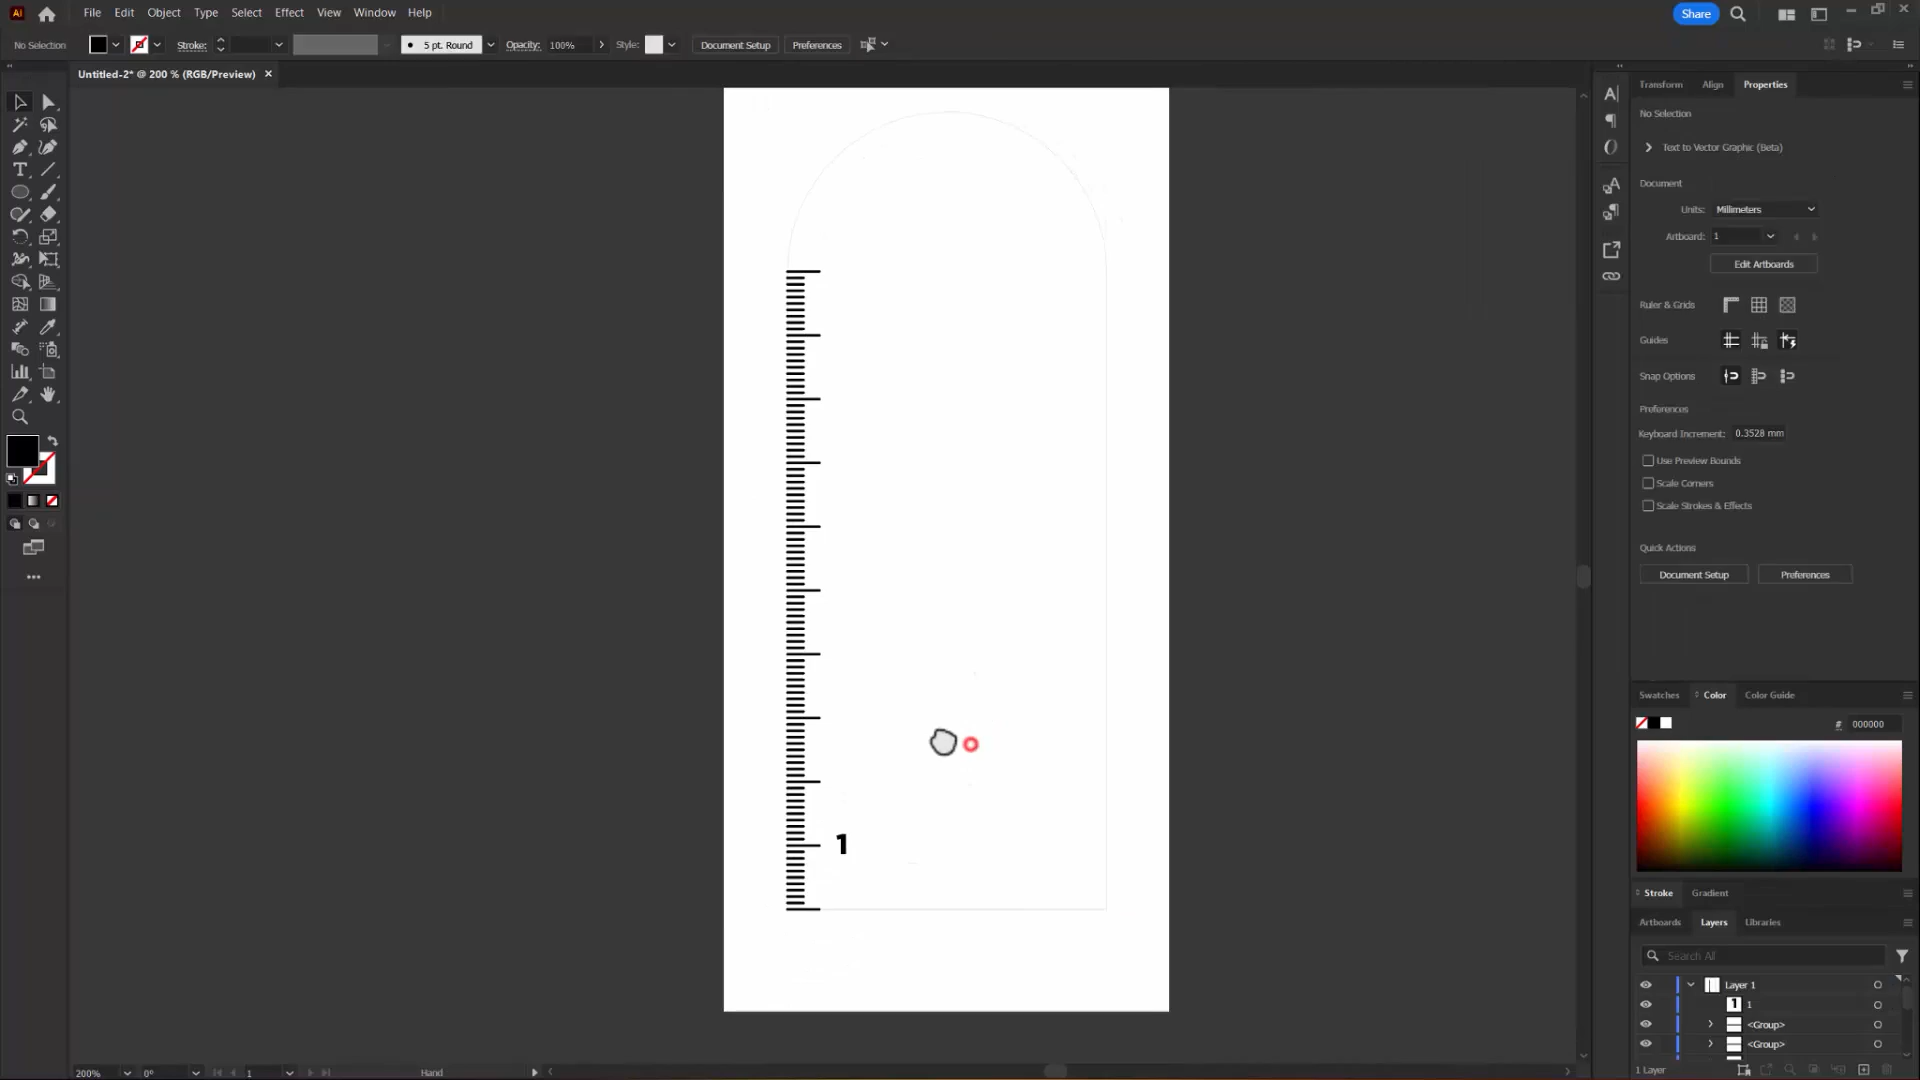 Ai File Edit Object Type Select Effect View Window Help Share
No Selection Stroke: 5 pt. Round Opacity: 100% Style: Document Setup Preferences
Untitled-2* @ 200 % (RGB/Preview) ×
Transform Align Properties
No Selection
Text to Vector Graphic (Beta)
Document
Units: Millimeters
Artboard: 1
Edit Artboards
Ruler & Grids
Guides
Snap Options
Preferences
Keyboard Increment: 0.3528 mm
Use Preview Bounds
Scale Corners
Scale Strokes & Effects
Quick Actions
Document Setup Preferences
Swatches Color Color Guide
# 000000
1
Stroke Gradient
Artboards Layers Libraries
Search All
Layer 1
1 1
<Group>
<Group>
1 Layer
200% 0° 1 Hand